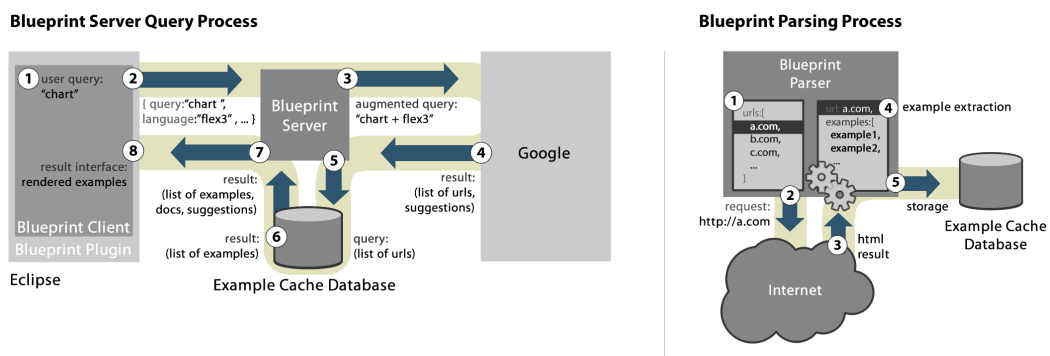 Blueprint Server Query Process
1
user query:
“chart”
2
{ query:“chart ”,
language:”flex3” , ... }
Blueprint
Server
3
augmented query:
“chart + flex3”
Google
4
result:
(list of urls,
suggestions)
5
query:
(list of urls)
6
result:
(list of examples)
Example Cache Database
7
result:
(list of examples,
docs, suggestions)
8
result interface:
rendered examples
Blueprint Client
Blueprint Plugin
Eclipse
Blueprint Parsing Process
Blueprint
Parser
1
urls:[
a.com,
b.com,
c.com,
...
]
2
request:
http://a.com
Internet
3
html
result
4
example extraction
url: a.com,
examples:[
example1,
example2,
...
5
storage
Example Cache
Database